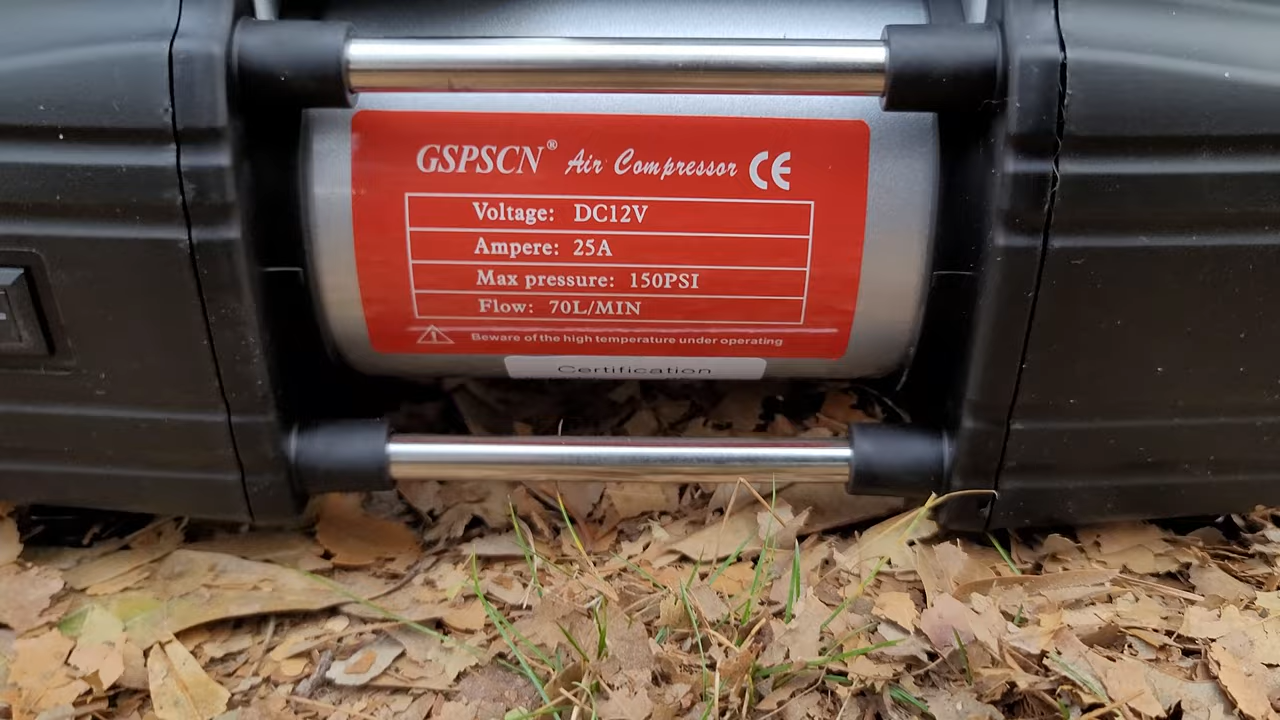 GSPSCN® Air Compressor CE
Voltage: DC12V
Ampere: 25A
Max pressure: 150PSI
Flow: 70L/MIN
Beware of the high temperature under operating
Certification